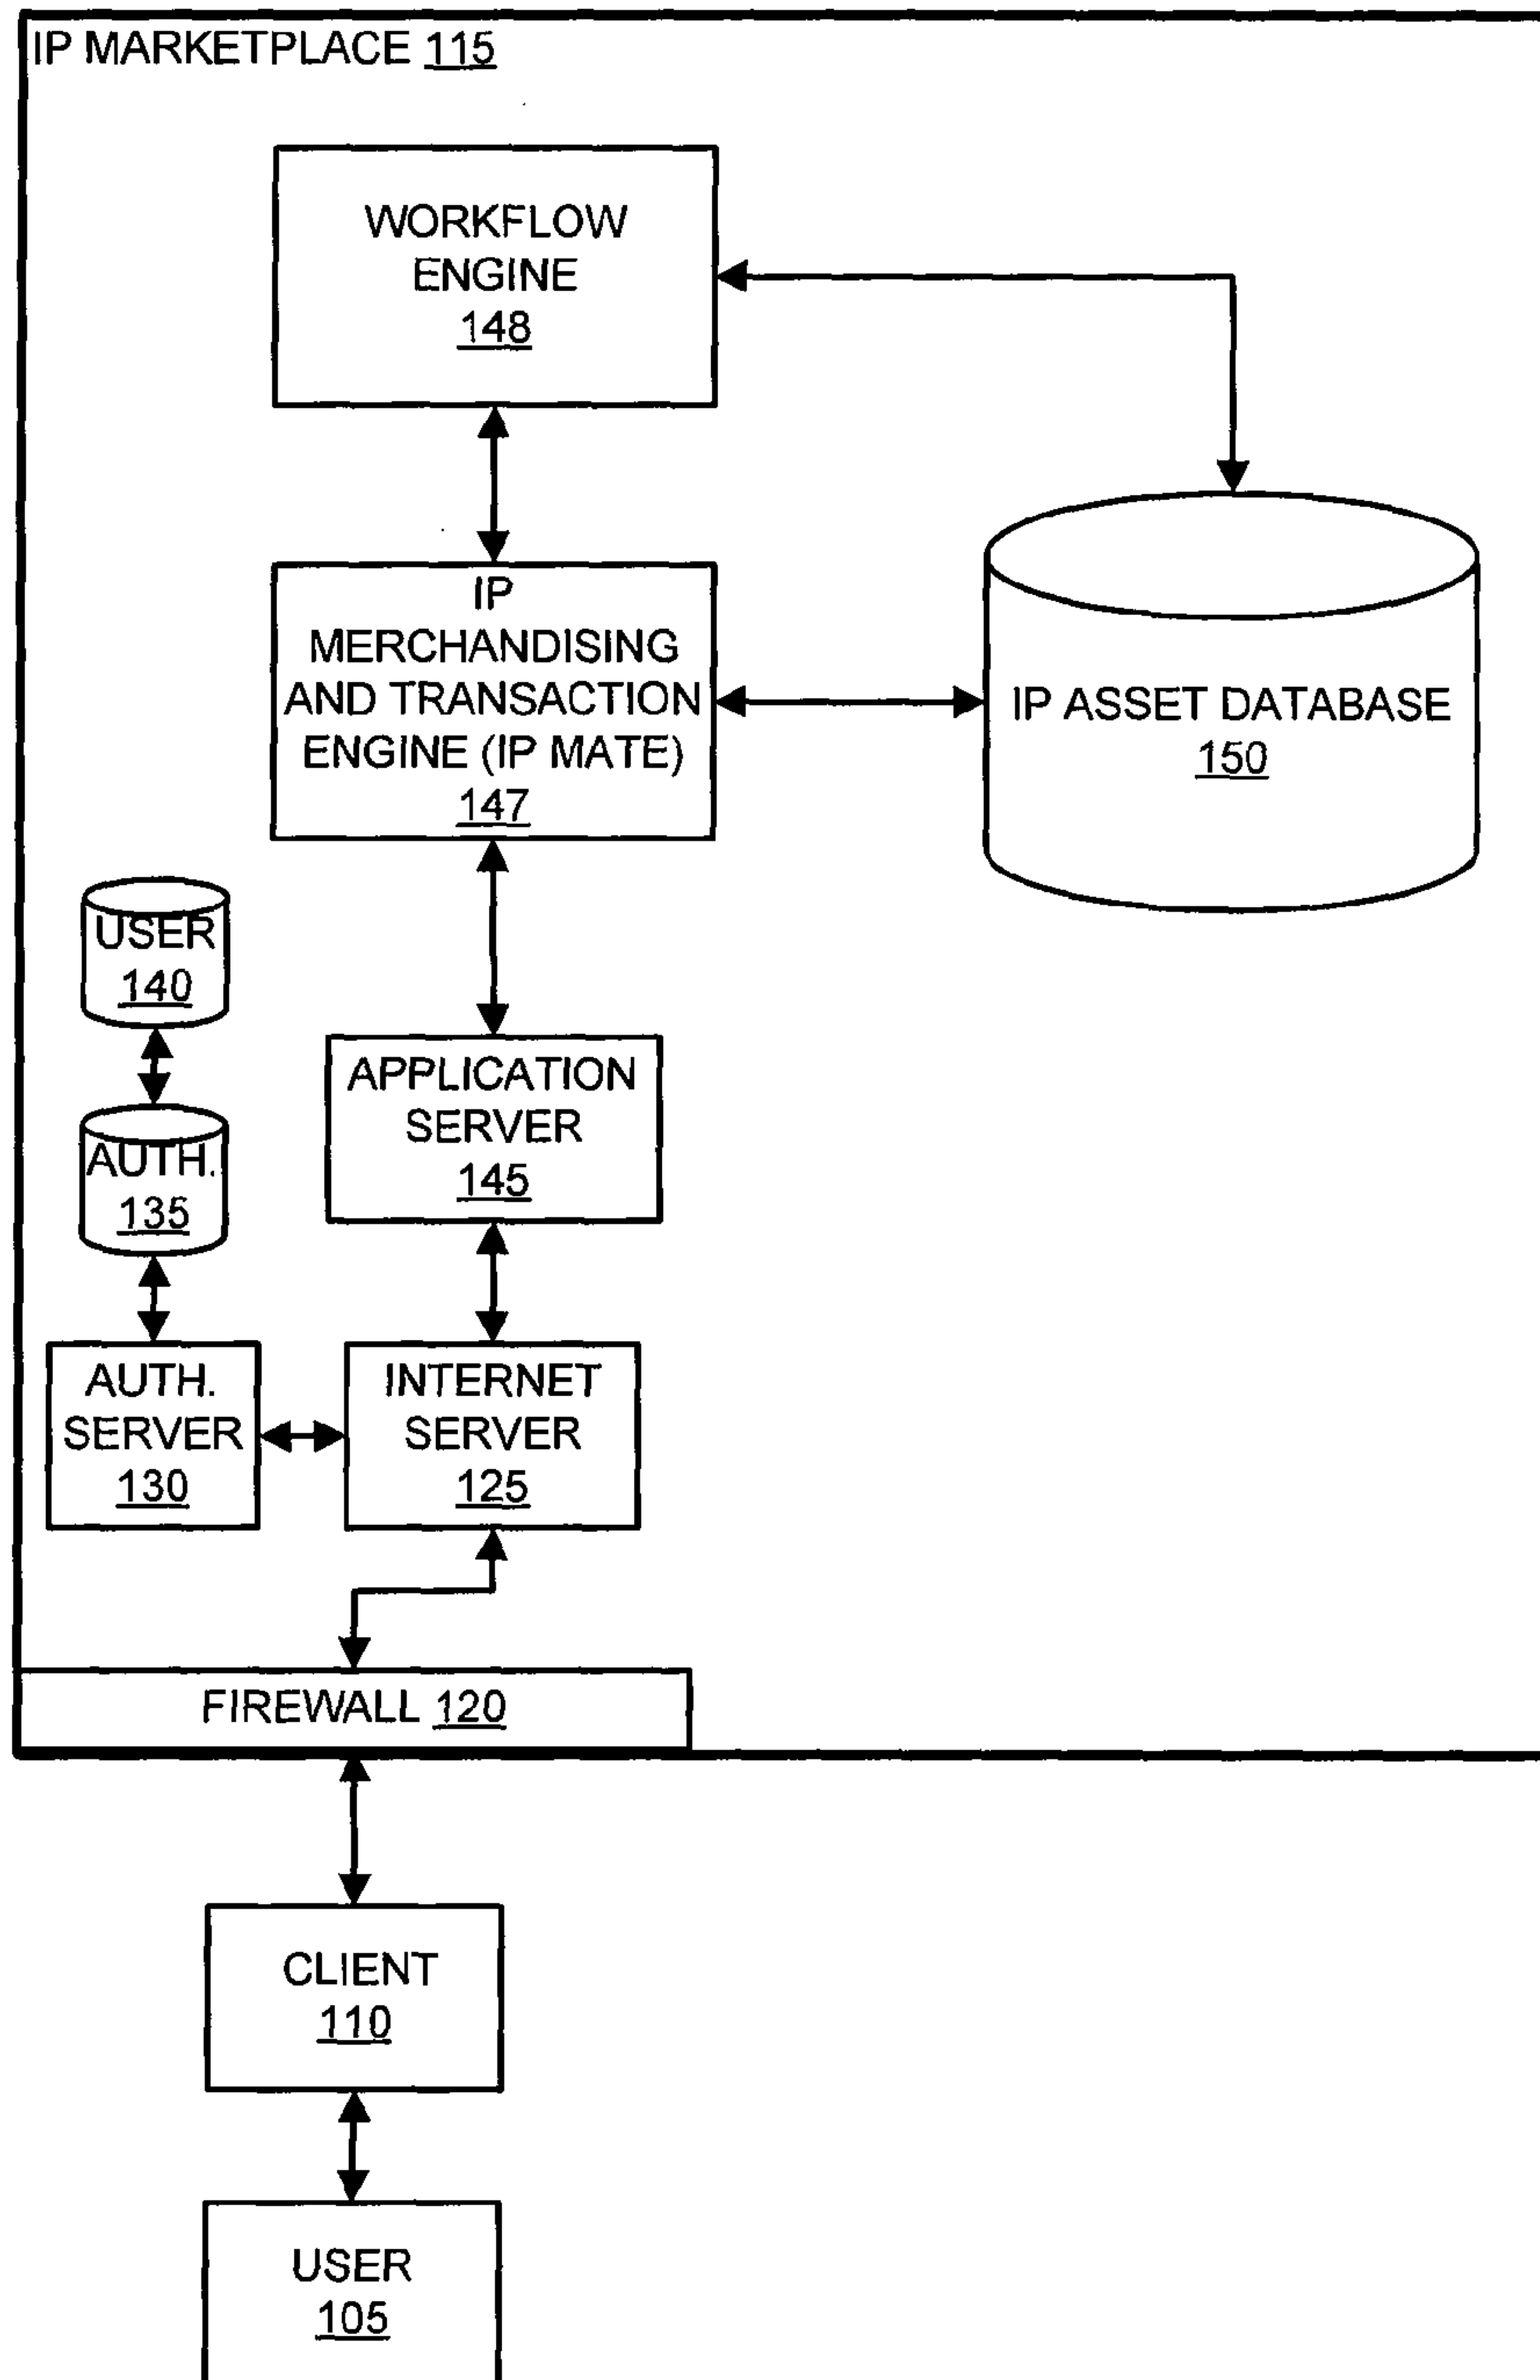 IP MARKETPLACE 115
WORKFLOW
ENGINE
148
IP
MERCHANDISING
AND TRANSACTION
ENGINE (IP MATE)
147
IP ASSET DATABASE
150
USER
140
APPLICATION
SERVER
145
AUTH.
135
AUTH.
SERVER
130
INTERNET
SERVER
125
FIREWALL 120
CLIENT
110
USER
105